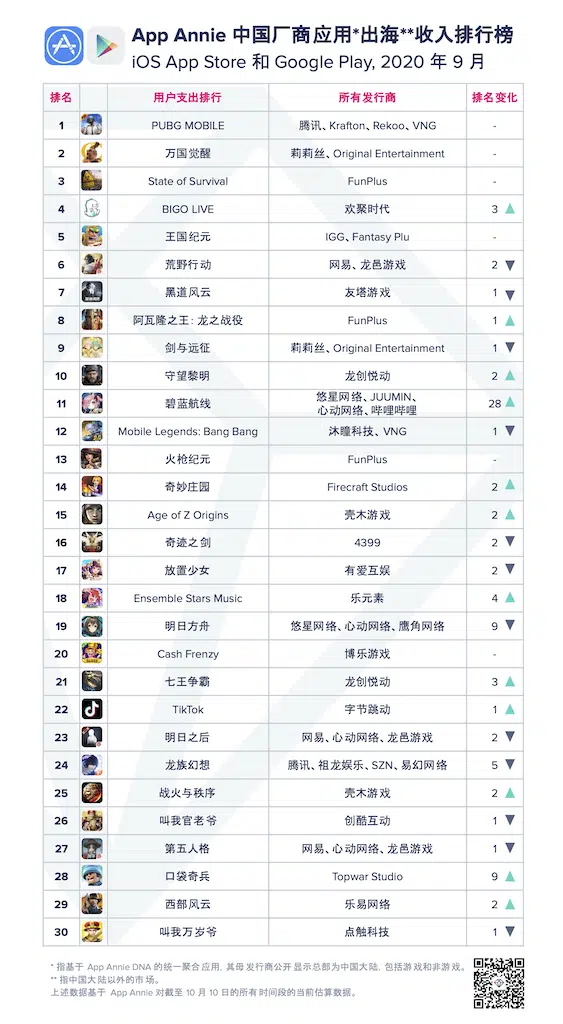 App Annie 中国厂商应用*出海**收入排行榜
iOS App Store 和 Google Play, 2020 年 9 月
排名 用户支出排行 所有发行商 排名变化
1 PUBG MOBILE 腾讯、Krafton、Rekoo、VNG -
2 万国觉醒 莉莉丝、Original Entertainment -
3 State of Survival FunPlus -
4 BIGO LIVE 欢聚时代 3 ▲
5 王国纪元 IGG、Fantasy Plu -
6 荒野行动 网易、龙邑游戏 2 ▼
7 黑道风云 友塔游戏 1 ▼
8 阿瓦隆之王: 龙之战役 FunPlus 1 ▲
9 剑与远征 莉莉丝、Original Entertainment 1 ▼
10 守望黎明 龙创悦动 2 ▲
11 碧蓝航线 悠星网络、JUUMIN、
心动网络、哔哩哔哩 28 ▲
12 Mobile Legends: Bang Bang 沐瞳科技、VNG 1 ▼
13 火枪纪元 FunPlus -
14 奇妙庄园 Firecraft Studios 2 ▲
15 Age of Z Origins 壳木游戏 2 ▲
16 奇迹之剑 4399 2 ▼
17 放置少女 有爱互娱 2 ▼
18 Ensemble Stars Music 乐元素 4 ▲
19 明日方舟 悠星网络、心动网络、鹰角网络 9 ▼
20 Cash Frenzy 博乐游戏 -
21 七王争霸 龙创悦动 3 ▲
22 TikTok 字节跳动 1 ▲
23 明日之后 网易、心动网络、龙邑游戏 2 ▼
24 龙族幻想 腾讯、祖龙娱乐、SZN、易幻网络 5 ▼
25 战火与秩序 壳木游戏 2 ▲
26 叫我官老爷 创酷互动 1 ▼
27 第五人格 网易、心动网络、龙邑游戏 1 ▼
28 口袋奇兵 Topwar Studio 9 ▲
29 西部风云 乐易网络 2 ▲
30 叫我万岁爷 点触科技 1 ▼
* 指基于 App Annie DNA 的统一聚合应用, 其母发行商公开显示总部为中国大陆, 包括游戏和非游戏。
** 指中国大陆以外的市场。
上述数据基于 App Annie 对截至 10 月 10 日的所有时间段的当前估算数据。